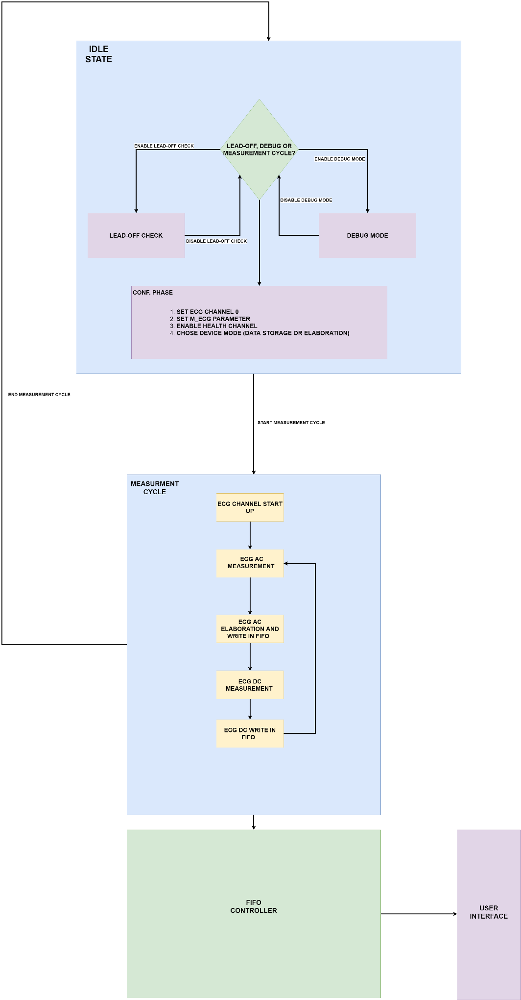 IDLE
STATE
LEAD-OFF, DEBUG OR
MEASUREMENT CYCLE?
ENABLE LEAD-OFF CHECK
ENABLE DEBUG MODE
DISABLE DEBUG MODE
LEAD-OFF CHECK
DISABLE LEAD-OFF CHECK
DEBUG MODE
CONF. PHASE
1. SET ECG CHANNEL 0
2. SET M_ECG PARAMETER
3. ENABLE HEALTH CHANNEL
4. CHOSE DEVICE MODE (DATA STORAGE OR ELABORATION)
END MEASUREMENT CYCLE
START MEASUREMENT CYCLE
MEASURMENT
CYCLE
ECG CHANNEL START
UP
ECG AC
MEASUREMENT
ECG AC
ELABORATION AND
WRITE IN FIFO
ECG DC
MEASUREMENT
ECG DC WRITE IN
FIFO
FIFO
CONTROLLER
USER
INTERFACE